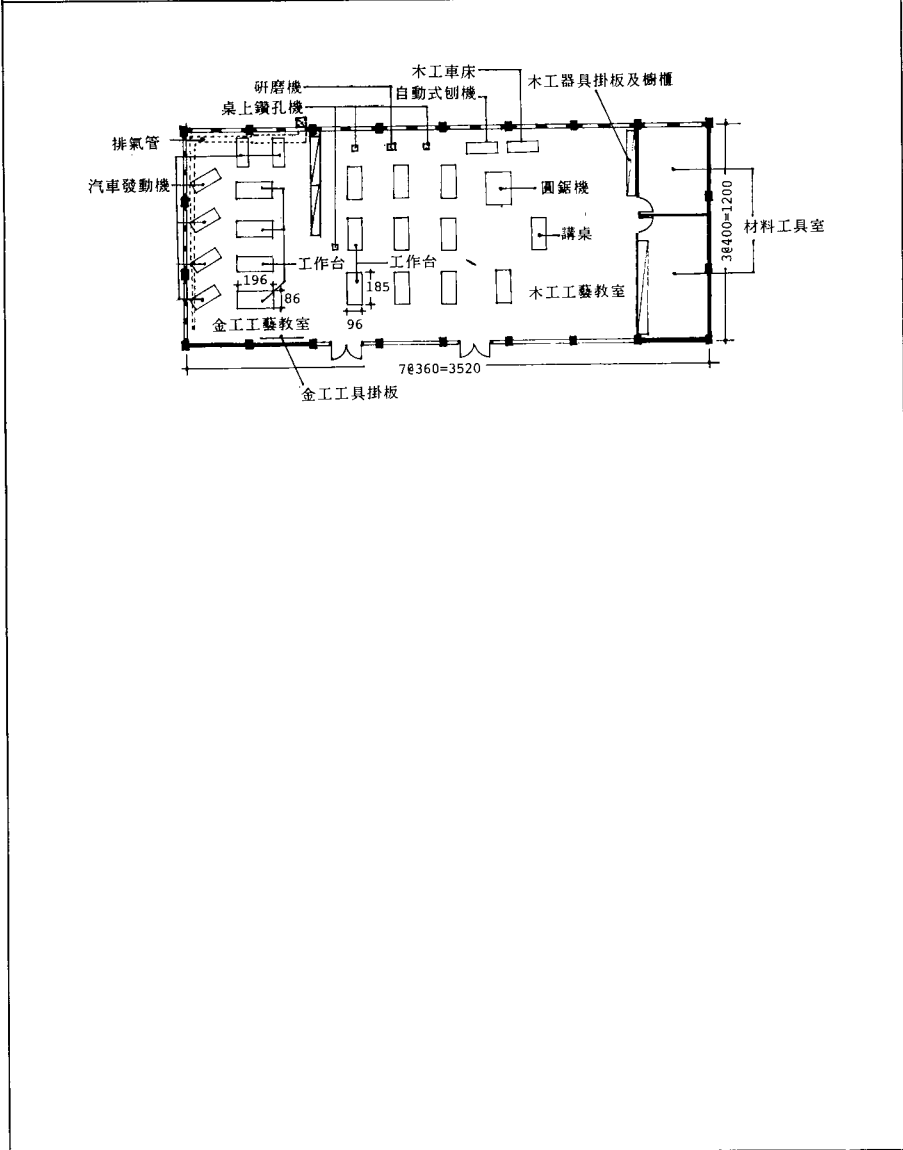 木工車床
木工器具掛板及櫥櫃
研磨機
自動式刨機
桌上鑽孔機
排氣管
汽車發動機
圓鋸機
3@400=1200
材料工具室
講桌
工作台
工作台
196
185
86
木工工藝教室
96
金工工藝教室
7@360=3520
金工工具掛板